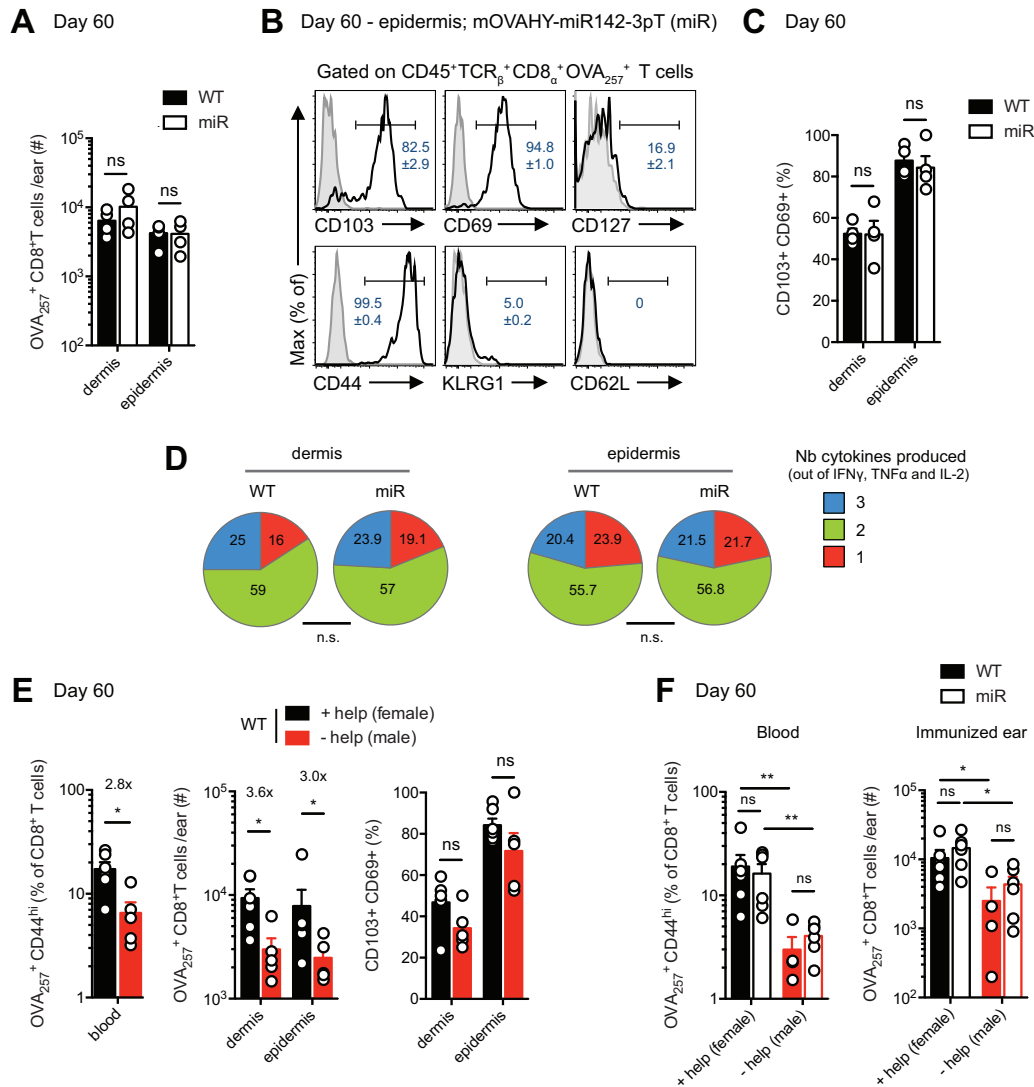 A Day 60
WT
miR
OVA257+ CD8+T cells /ear (#)
10^5
10^4
10^3
10^2
ns
ns
dermis
epidermis
B Day 60 - epidermis; mOVAHY-miR142-3pT (miR)
Gated on CD45+TCRβ+CD8α+OVA257+ T cells
Max (% of)
82.5
±2.9
94.8
±1.0
16.9
±2.1
CD103
CD69
CD127
99.5
±0.4
5.0
±0.2
0
CD44
KLRG1
CD62L
C Day 60
WT
miR
CD103+ CD69+ (%)
100
80
60
40
20
0
ns
ns
dermis
epidermis
D
dermis
WT
miR
25
16
59
23.9
19.1
57
n.s.
epidermis
WT
miR
20.4
23.9
55.7
21.5
21.7
56.8
n.s.
Nb cytokines produced
(out of IFNγ, TNFα and IL-2)
3
2
1
E Day 60
WT
+ help (female)
- help (male)
OVA257+ CD44hi (% of CD8+ T cells)
100
10
1
2.8x
*
blood
OVA257+ CD8+T cells /ear (#)
10^5
10^4
10^3
3.6x
*
3.0x
*
dermis
epidermis
CD103+ CD69+ (%)
100
80
60
40
20
0
ns
ns
dermis
epidermis
F Day 60
WT
miR
Blood
OVA257+ CD44hi (% of CD8+ T cells)
100
10
1
**
ns
**
ns
+ help (female)
- help (male)
Immunized ear
OVA257+ CD8+T cells /ear (#)
10^5
10^4
10^3
10^2
*
ns
*
ns
+ help (female)
- help (male)